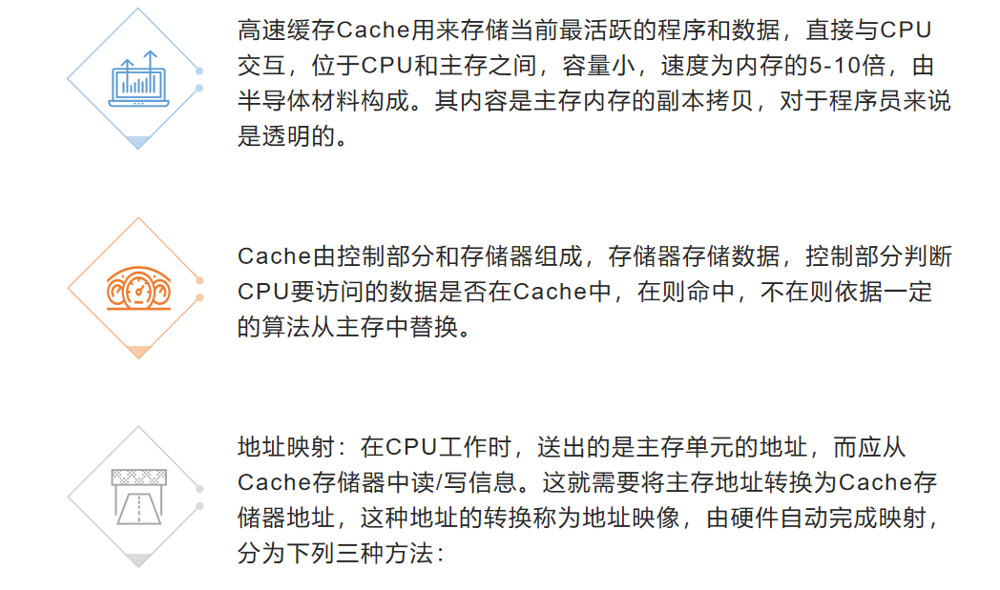 高速缓存Cache用来存储当前最活跃的程序和数据，直接与CPU
交互，位于CPU和主存之间，容量小，速度为内存的5-10倍，由
半导体材料构成。其内容是主存内存的副本拷贝，对于程序员来说
是透明的。
Cache由控制部分和存储器组成，存储器存储数据，控制部分判断
CPU要访问的数据是否在Cache中，在则命中，不在则依据一定
的算法从主存中替换。
地址映射：在CPU工作时，送出的是主存单元的地址，而应从
Cache存储器中读/写信息。这就需要将主存地址转换为Cache存
储器地址，这种地址的转换称为地址映像，由硬件自动完成映射，
分为下列三种方法：